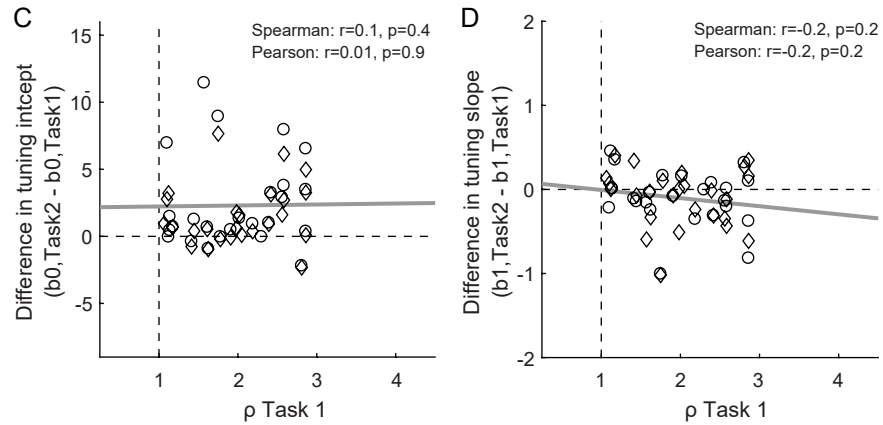 C
Spearman: r=0.1, p=0.4
Pearson: r=0.01, p=0.9
Difference in tuning intcept
(b0,Task2 - b0,Task1)
15
10
5
0
-5
1
2
3
4
ρ Task 1
D
Spearman: r=-0.2, p=0.2
Pearson: r=-0.2, p=0.2
Difference in tuning slope
(b1,Task2 - b1,Task1)
2
1
0
-1
-2
1
2
3
4
ρ Task 1